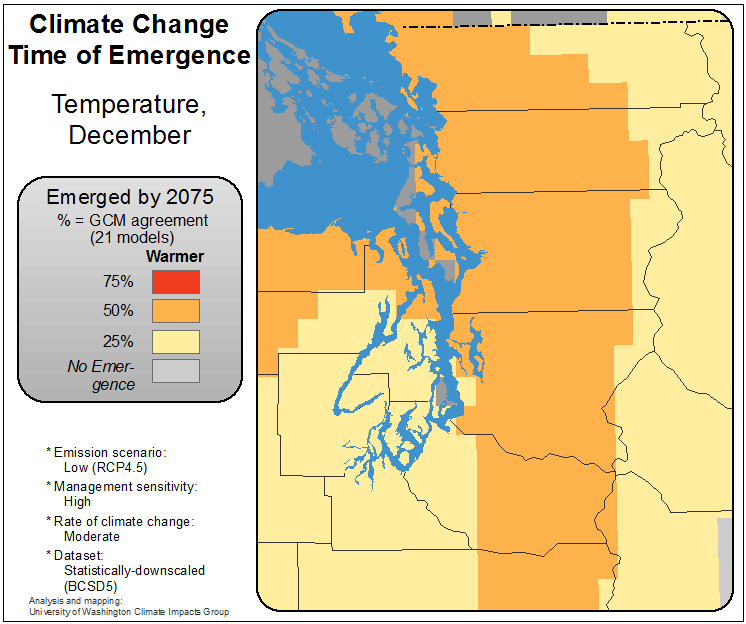 Climate Change
Time of Emergence
Temperature,
December
Emerged by 2075
% = GCM agreement
(21 models)
Warmer
75%
50%
25%
No Emer-
gence
* Emission scenario:
Low (RCP4.5)
* Management sensitivity:
High
* Rate of climate change:
Moderate
* Dataset:
Statistically-downscaled
(BCSD5)
Analysis and mapping:
University of Washington Climate Impacts Group